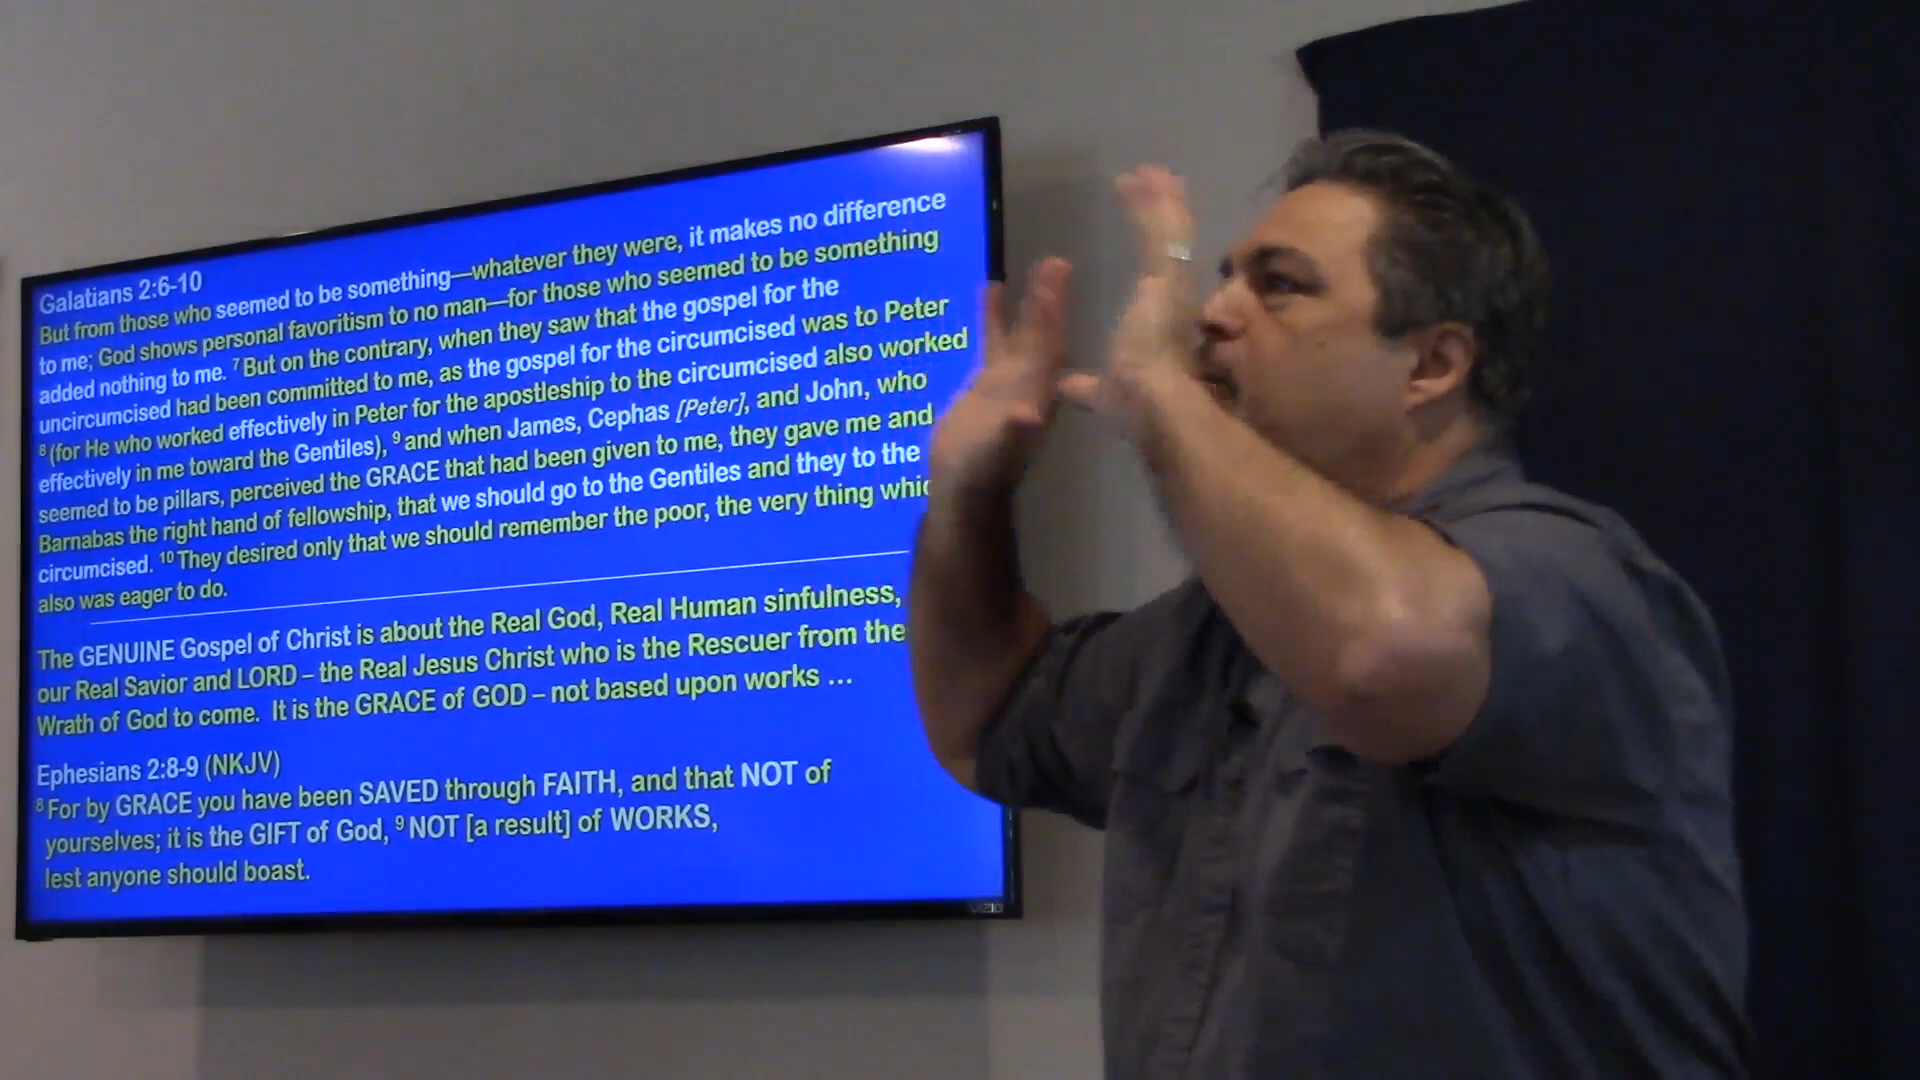 Galatians 2:6-10
But from those who seemed to be something—whatever they were, it makes no difference
to me; God shows personal favoritism to no man—for those who seemed to be something
added nothing to me. 7 But on the contrary, when they saw that the gospel for the
uncircumcised had been committed to me, as the gospel for the circumcised was to Peter
8 (for He who worked effectively in Peter for the apostleship to the circumcised also worked
effectively in me toward the Gentiles), 9 and when James, Cephas [Peter], and John, who
seemed to be pillars, perceived the GRACE that had been given to me, they gave me and
Barnabas the right hand of fellowship, that we should go to the Gentiles and they to the
circumcised. 10 They desired only that we should remember the poor, the very thing whic
also was eager to do.
The GENUINE Gospel of Christ is about the Real God, Real Human sinfulness,
our Real Savior and LORD – the Real Jesus Christ who is the Rescuer from the
Wrath of God to come. It is the GRACE of GOD – not based upon works …
Ephesians 2:8-9 (NKJV)
8 For by GRACE you have been SAVED through FAITH, and that NOT of
yourselves; it is the GIFT of God, 9 NOT [a result] of WORKS,
lest anyone should boast.
VIZIO